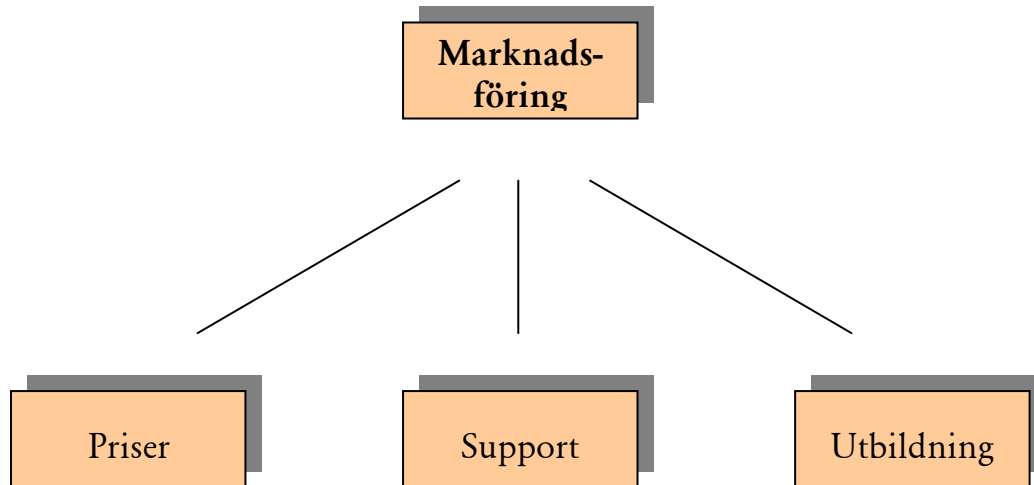 Marknads-
föring
Priser
Support
Utbildning